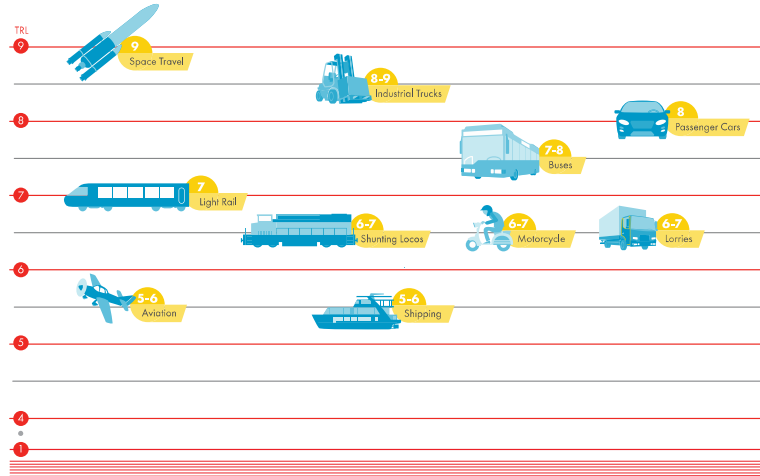 TRL
9
9
Space Travel
8-9
Industrial Trucks
8
8
Passenger Cars
7-8
Buses
7
7
Light Rail
6-7
Shunting Locos
6-7
Motorcycle
6-7
Lorries
6
5-6
Aviation
5-6
Shipping
5
4
1